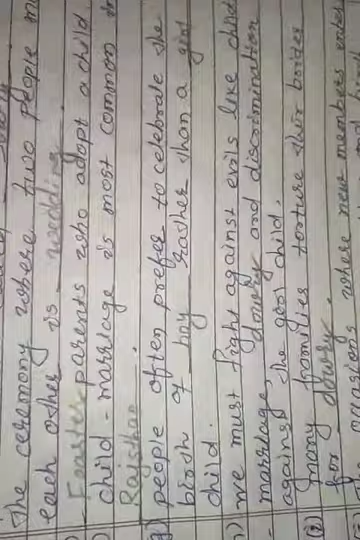 The ceremony where two people m
each other is wedding
Foster parents who adopt a child
child-marriage is most common in
Rajsthan.
g) people often prefer to celebrate the
birth of boy rasher than a girl
child.
we must fight against evils like child
marriage, dowry and discrimination
against the girl child.
(i) many families torture their brides
for dowry.
occasions where new members enter